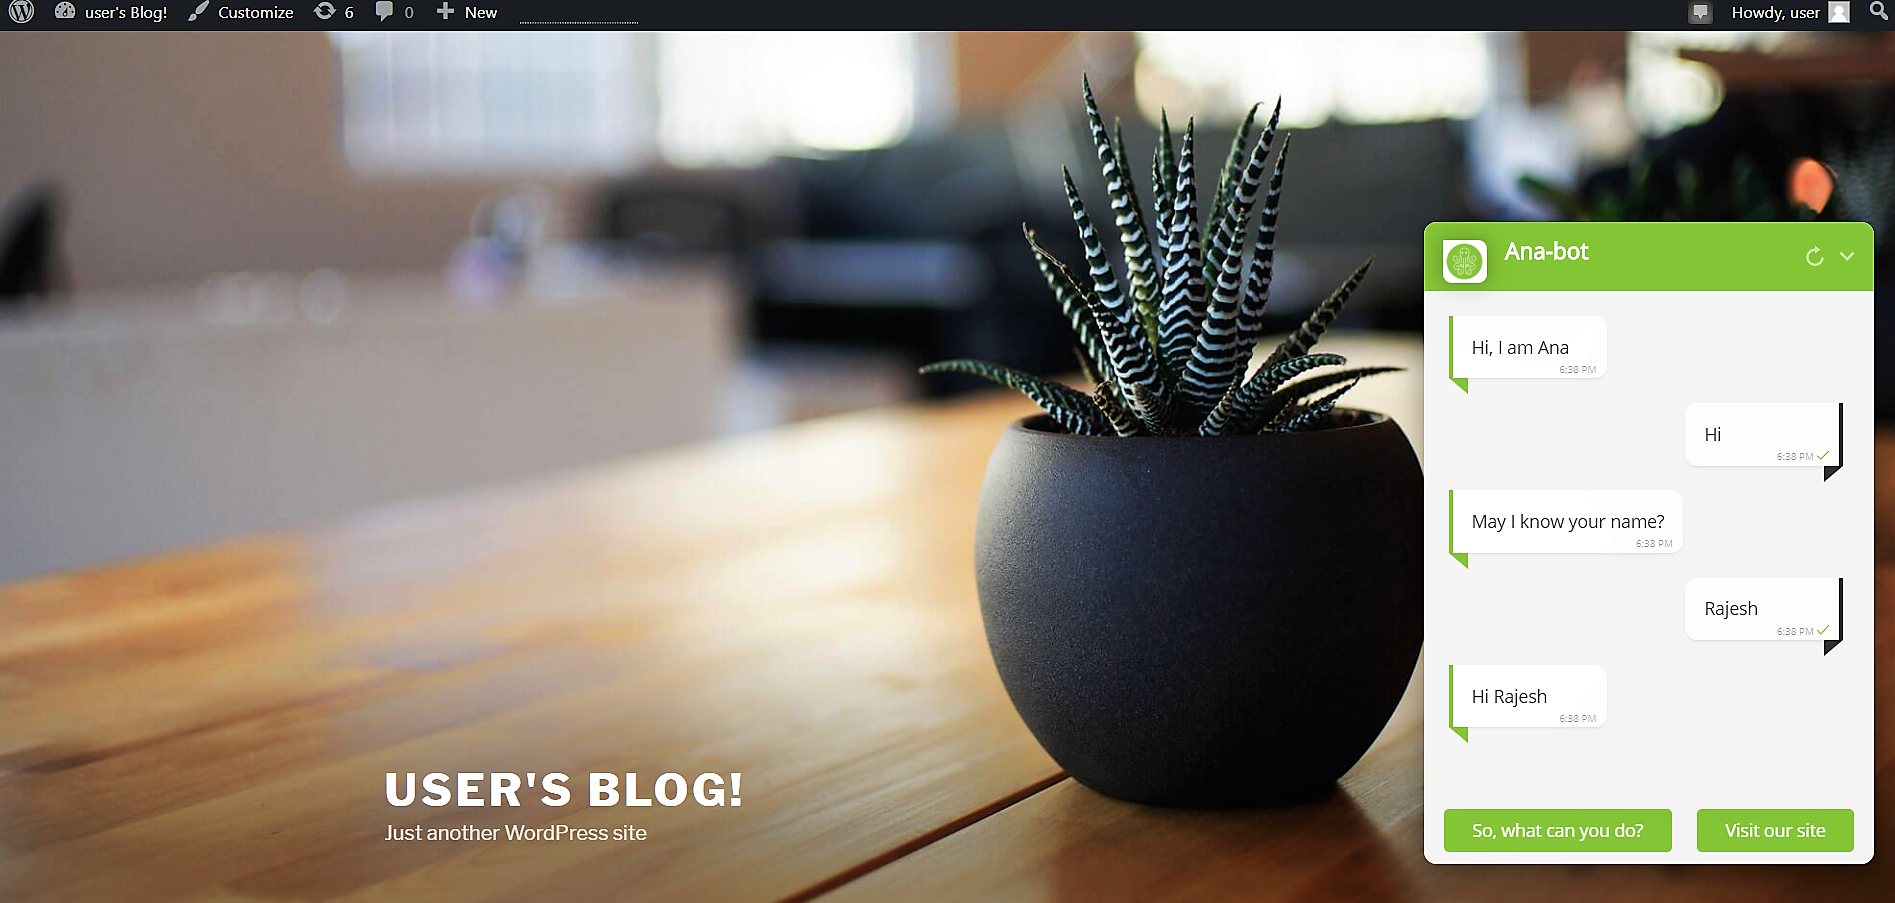 user's Blog! Customize 6 0 New Howdy, user
Ana-bot
Hi, I am Ana
6:38 PM
Hi
6:38 PM
May I know your name?
6:38 PM
Rajesh
6:38 PM
Hi Rajesh
6:38 PM
USER'S BLOG!
Just another WordPress site
So, what can you do? Visit our site